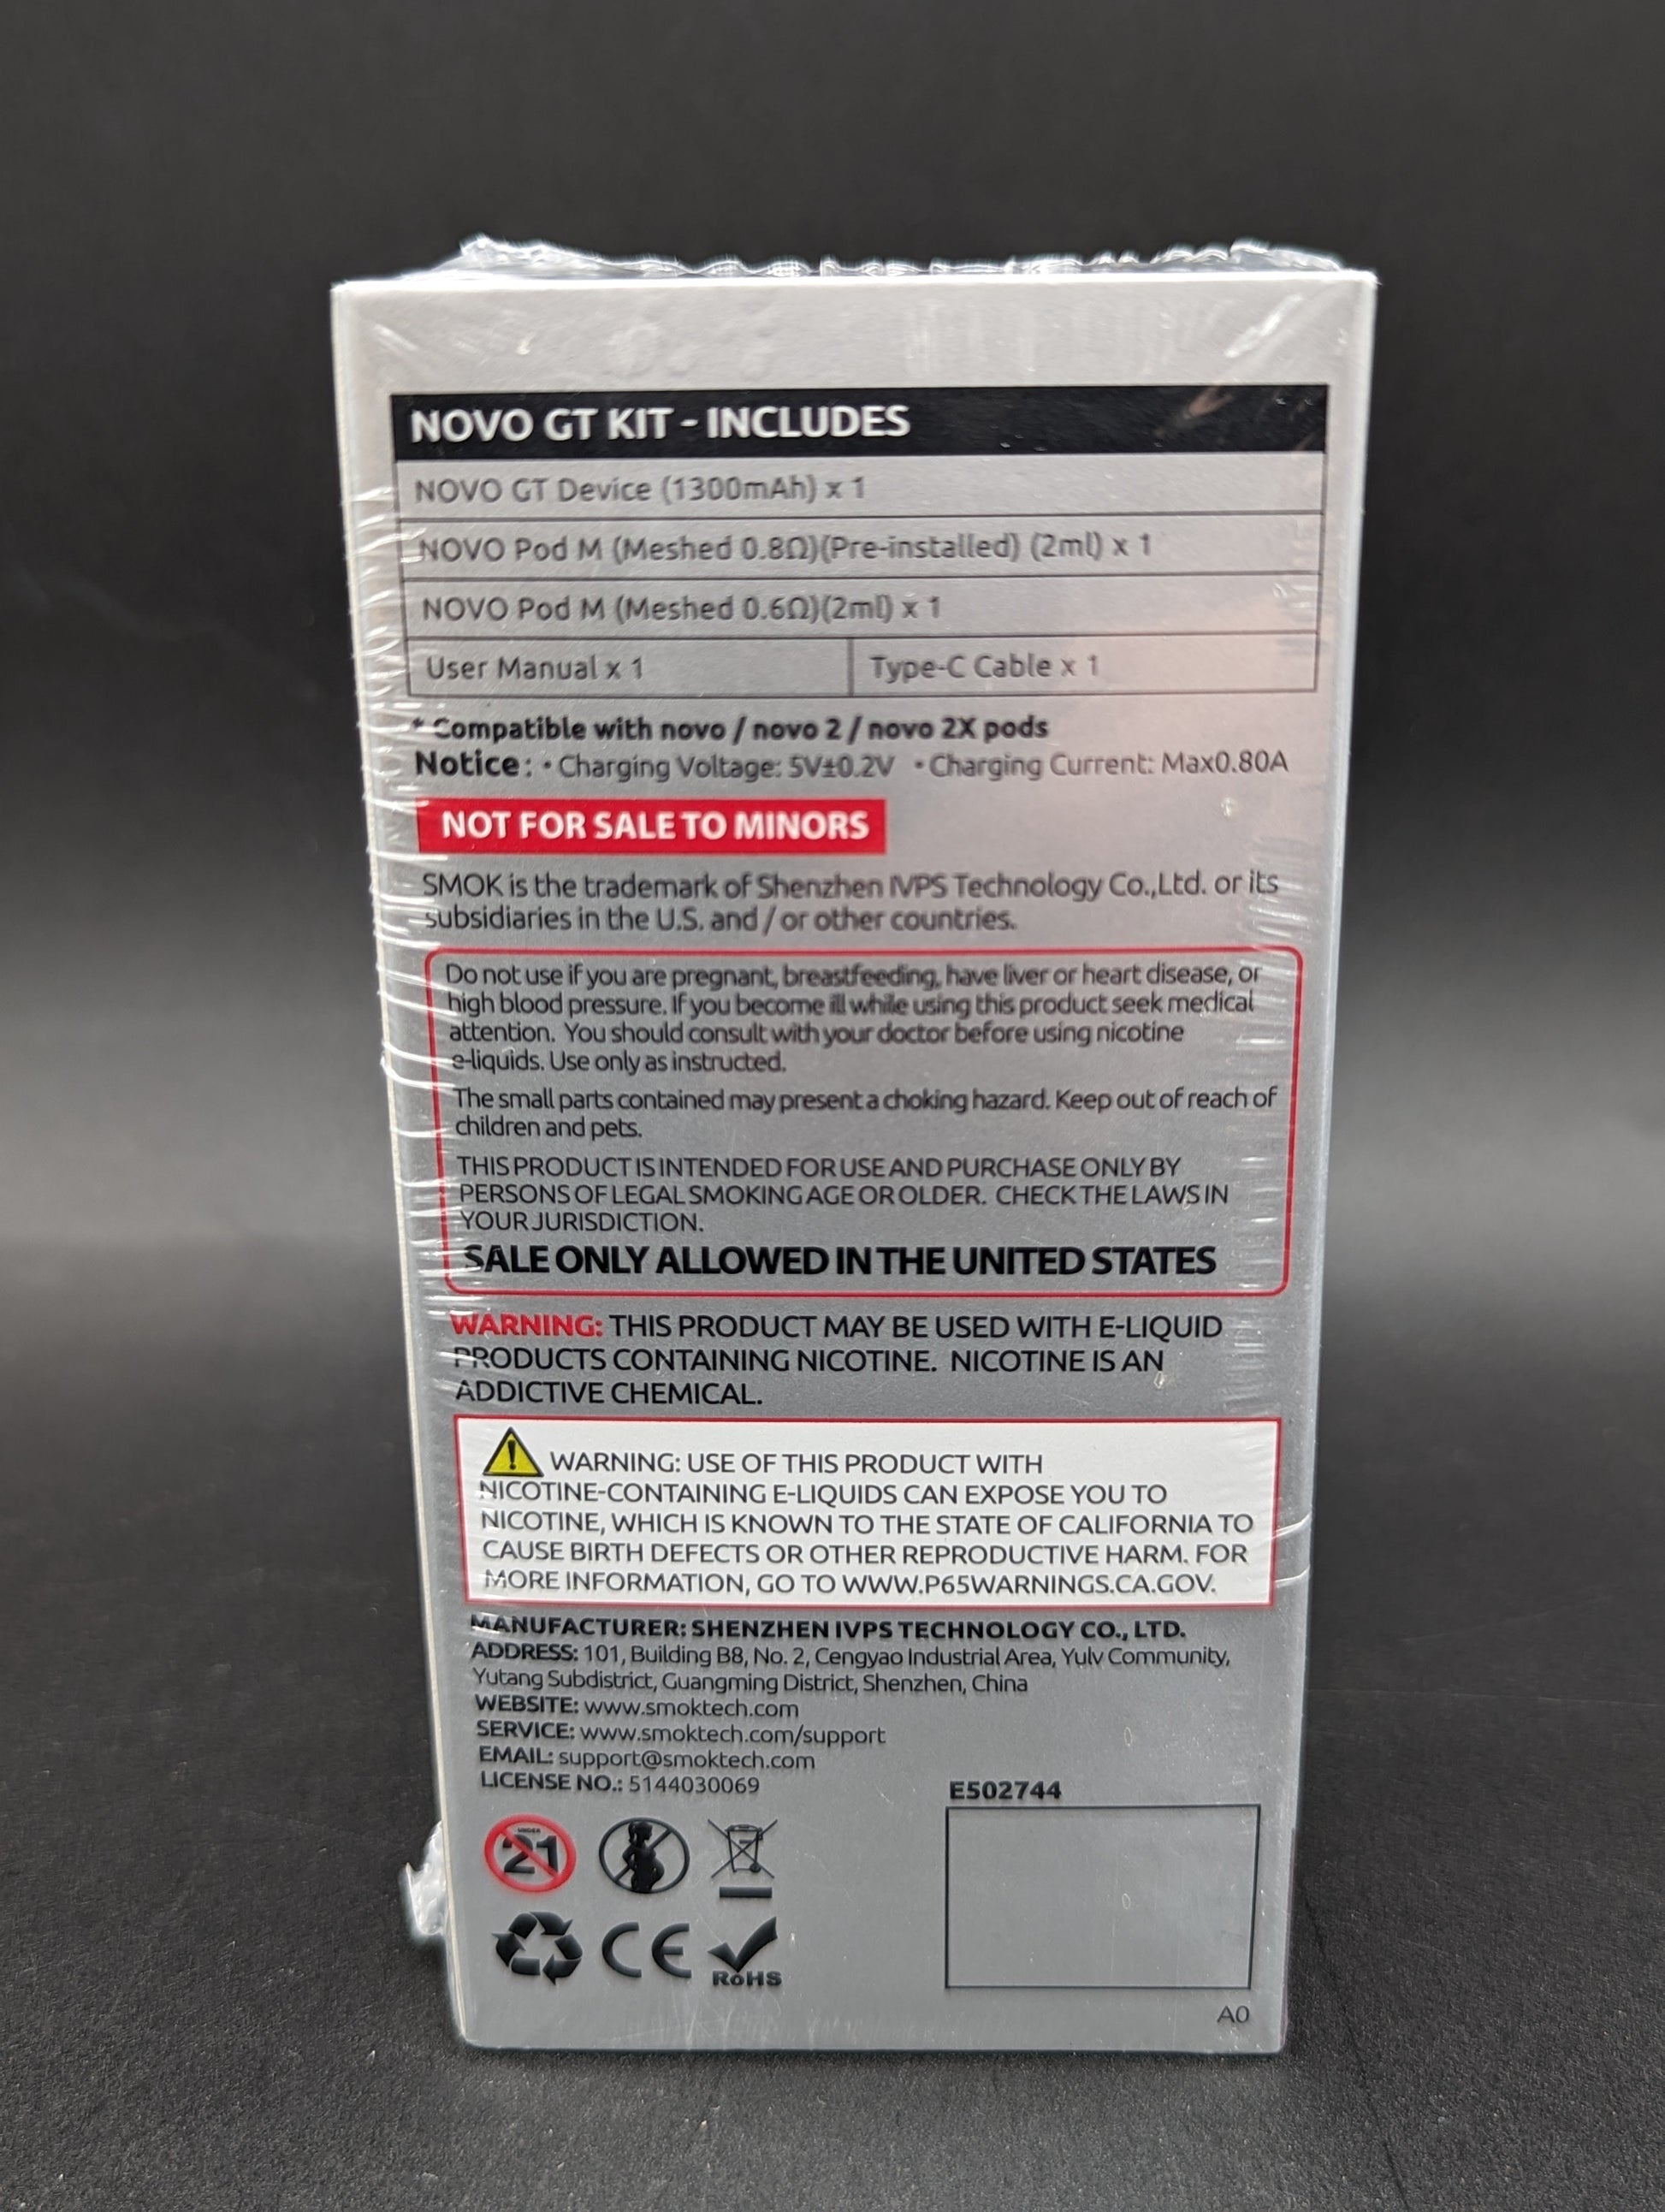 NOVO GT KIT - INCLUDES
NOVO GT Device (1300mAh) x 1
NOVO Pod M (Meshed 0.8Ω)(Pre-installed) (2ml) x 1
NOVO Pod M (Meshed 0.6Ω)(2ml) x 1
User Manual x 1 Type-C Cable x 1
* Compatible with novo / novo 2 / novo 2X pods
Notice: • Charging Voltage: 5V±0.2V • Charging Current: Max0.80A
NOT FOR SALE TO MINORS
SMOK is the trademark of Shenzhen IVPS Technology Co.,Ltd. or its
subsidiaries in the U.S. and / or other countries.
Do not use if you are pregnant, breastfeeding, have liver or heart disease, or
high blood pressure. If you become ill while using this product seek medical
attention. You should consult with your doctor before using nicotine
e-liquids. Use only as instructed.
The small parts contained may present a choking hazard. Keep out of reach of
children and pets.
THIS PRODUCT IS INTENDED FOR USE AND PURCHASE ONLY BY
PERSONS OF LEGAL SMOKING AGE OR OLDER. CHECK THE LAWS IN
YOUR JURISDICTION.
SALE ONLY ALLOWED IN THE UNITED STATES
WARNING: THIS PRODUCT MAY BE USED WITH E-LIQUID
PRODUCTS CONTAINING NICOTINE. NICOTINE IS AN
ADDICTIVE CHEMICAL.
WARNING: USE OF THIS PRODUCT WITH
NICOTINE-CONTAINING E-LIQUIDS CAN EXPOSE YOU TO
NICOTINE, WHICH IS KNOWN TO THE STATE OF CALIFORNIA TO
CAUSE BIRTH DEFECTS OR OTHER REPRODUCTIVE HARM. FOR
MORE INFORMATION, GO TO WWW.P65WARNINGS.CA.GOV.
MANUFACTURER: SHENZHEN IVPS TECHNOLOGY CO., LTD.
ADDRESS: 101, Building B8, No. 2, Cengyao Industrial Area, Yulv Community,
Yutang Subdistrict, Guangming District, Shenzhen, China
WEBSITE: www.smoktech.com
SERVICE: www.smoktech.com/support
EMAIL: support@smoktech.com
LICENSE NO.: 5144030069
E502744
UNDER
21
CE
RoHS
A0